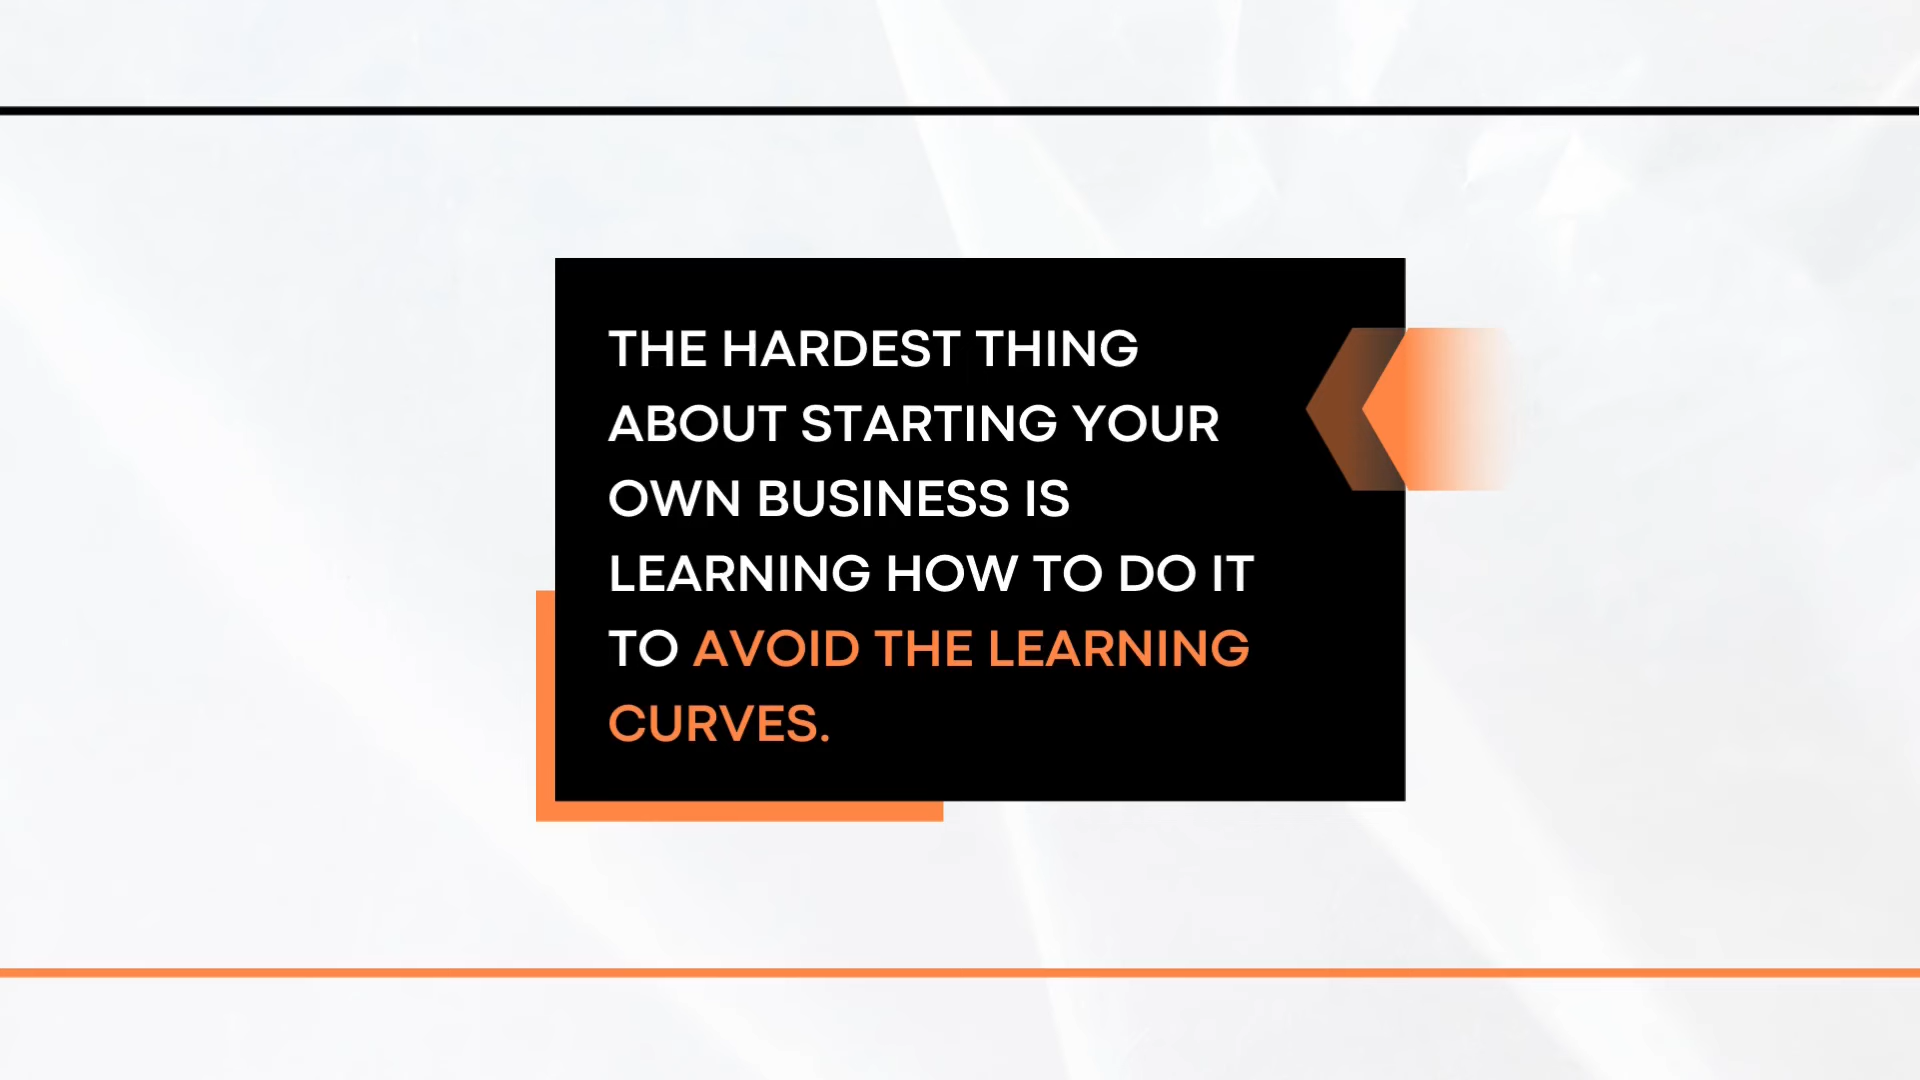 THE HARDEST THING
ABOUT STARTING YOUR
OWN BUSINESS IS
LEARNING HOW TO DO IT
TO AVOID THE LEARNING
CURVES.